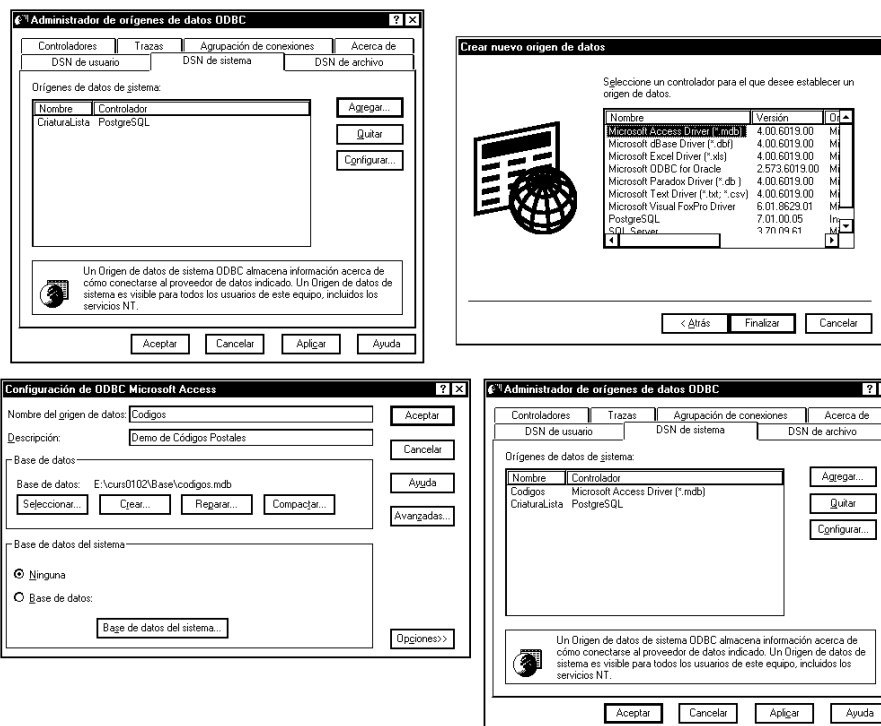 Administrador de orígenes de datos ODBC
Controladores Trazas Agrupación de conexiones Acerca de
DSN de usuario DSN de sistema DSN de archivo
Orígenes de datos de sistema:
Nombre Controlador
CriaturaLista PostgreSQL
Agregar...
Quitar
Configurar...
Un Origen de datos de sistema ODBC almacena información acerca de
cómo conectarse al proveedor de datos indicado. Un Origen de datos de
sistema es visible para todos los usuarios de este equipo, incluidos los
servicios NT.
Aceptar Cancelar Aplicar Ayuda
Crear nuevo origen de datos
Seleccione un controlador para el que desee establecer un
origen de datos.
Nombre Versión
Microsoft Access Driver (*.mdb) 4.00.6019.00 Mi
Microsoft dBase Driver (*.dbf) 4.00.6019.00 Mi
Microsoft Excel Driver (*.xls) 4.00.6019.00 Mi
Microsoft ODBC for Oracle 2.573.6019.00 Mi
Microsoft Paradox Driver (*.db ) 4.00.6019.00 Mi
Microsoft Text Driver (*.txt; *.csv) 4.00.6019.00 Mi
Microsoft Visual FoxPro Driver 6.01.8629.01 Mi
PostgreSQL 7.01.00.05
SQL Server 3.70.09.61
< Atrás Finalizar Cancelar
Configuración de ODBC Microsoft Access
Nombre del origen de datos: Codigos
Descripción: Demo de Códigos Postales
Base de datos
Base de datos: E:\curs0102\Base\codigos.mdb
Seleccionar... Crear... Reparar... Compactar...
Base de datos del sistema
Ninguna
Base de datos:
Base de datos del sistema...
Aceptar
Cancelar
Ayuda
Avanzadas...
Opciones>>
Administrador de orígenes de datos ODBC
Controladores Trazas Agrupación de conexiones Acerca de
DSN de usuario DSN de sistema DSN de archivo
Orígenes de datos de sistema:
Nombre Controlador
Codigos Microsoft Access Driver (*.mdb)
CriaturaLista PostgreSQL
Agregar...
Quitar
Configurar...
Un Origen de datos de sistema ODBC almacena información acerca de
cómo conectarse al proveedor de datos indicado. Un Origen de datos de
sistema es visible para todos los usuarios de este equipo, incluidos los
servicios NT.
Aceptar Cancelar Aplicar Ayuda